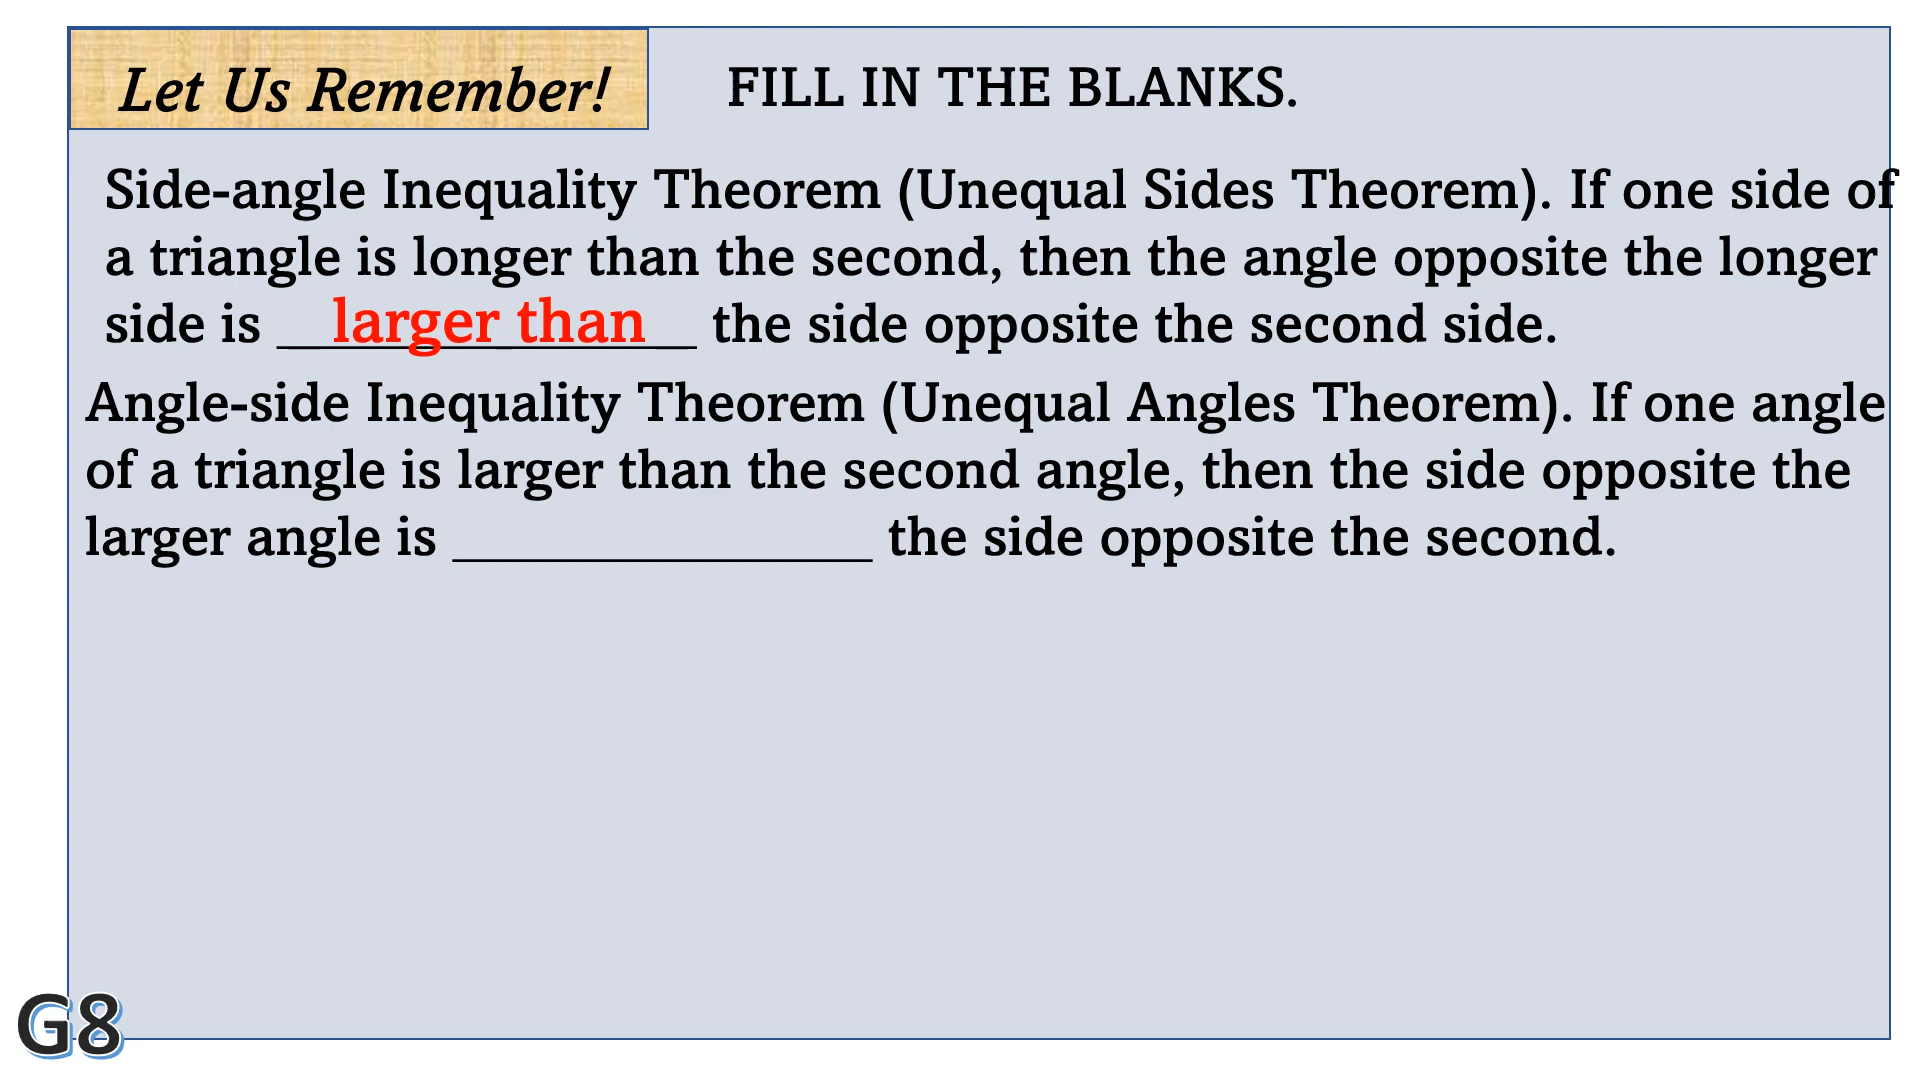 Let Us Remember!
FILL IN THE BLANKS.
Side-angle Inequality Theorem (Unequal Sides Theorem). If one side of
a triangle is longer than the second, then the angle opposite the longer
side is __larger than__ the side opposite the second side.
Angle-side Inequality Theorem (Unequal Angles Theorem). If one angle
of a triangle is larger than the second angle, then the side opposite the
larger angle is ________________ the side opposite the second.
G8